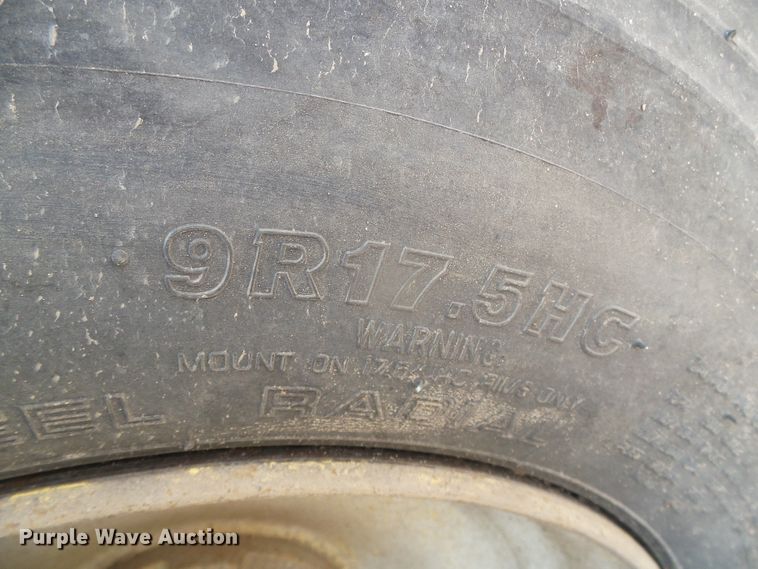 9R17.5HC
WARNING
MOUNT ON 17.5 HC RIMS ONLY
RADIAL
Purple Wave Auction